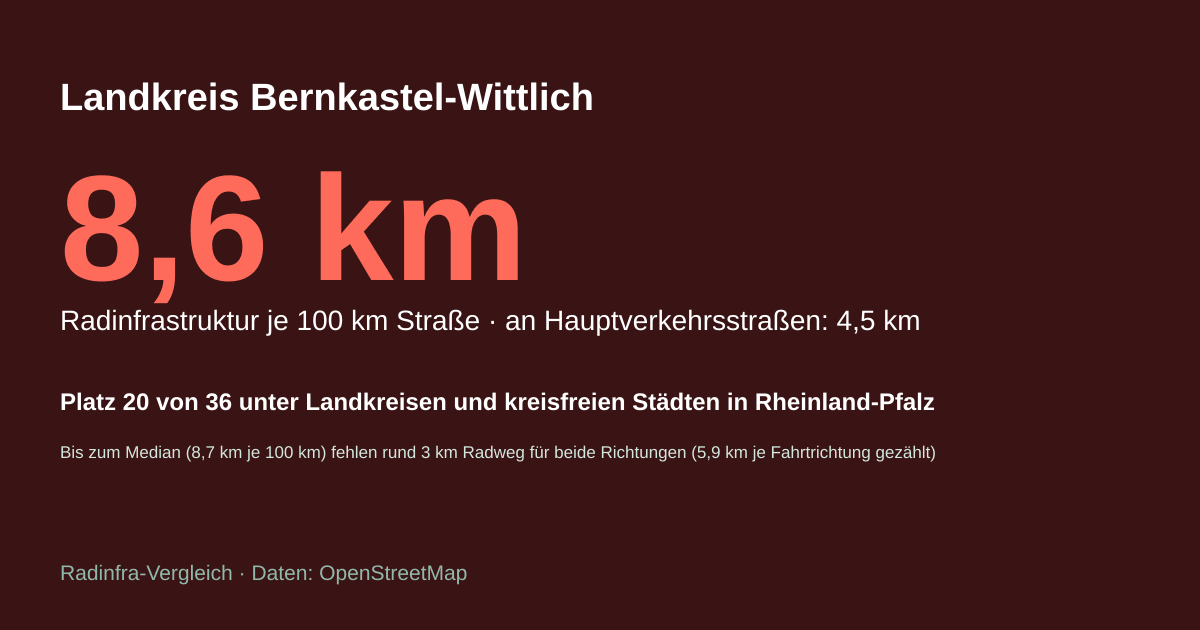 Landkreis Bernkastel-Wittlich
8,6 km
Radinfrastruktur je 100 km Straße · an Hauptverkehrsstraßen: 4,5 km
Platz 20 von 36 unter Landkreisen und kreisfreien Städten in Rheinland-Pfalz
Bis zum Median (8,7 km je 100 km) fehlen rund 3 km Radweg für beide Richtungen (5,9 km je Fahrtrichtung gezählt)
Radinfra-Vergleich · Daten: OpenStreetMap